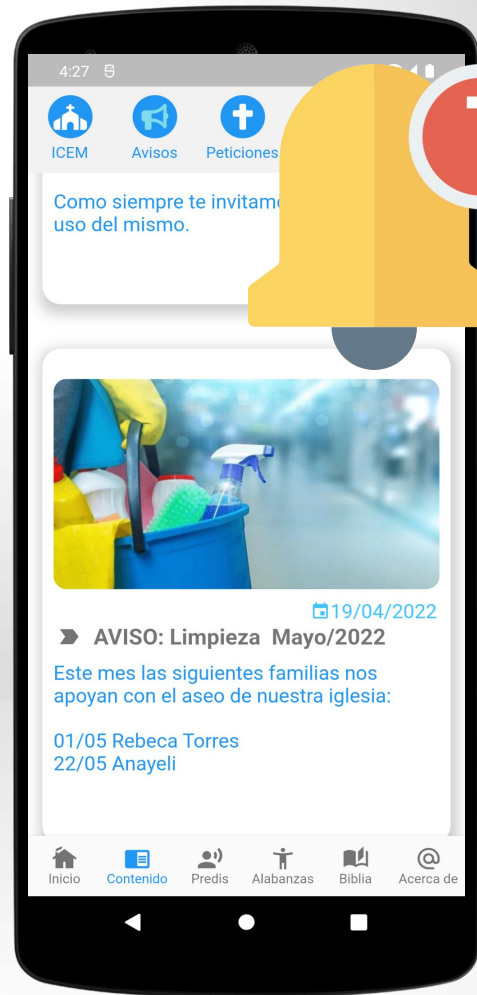 4:27
ICEM
Avisos
Peticiones
Como siempre te invitamo
uso del mismo.
19/04/2022
AVISO: Limpieza Mayo/2022
Este mes las siguientes familias nos
apoyan con el aseo de nuestra iglesia:
01/05 Rebeca Torres
22/05 Anayeli
Inicio
Contenido
Predis
Alabanzas
Biblia
Acerca de